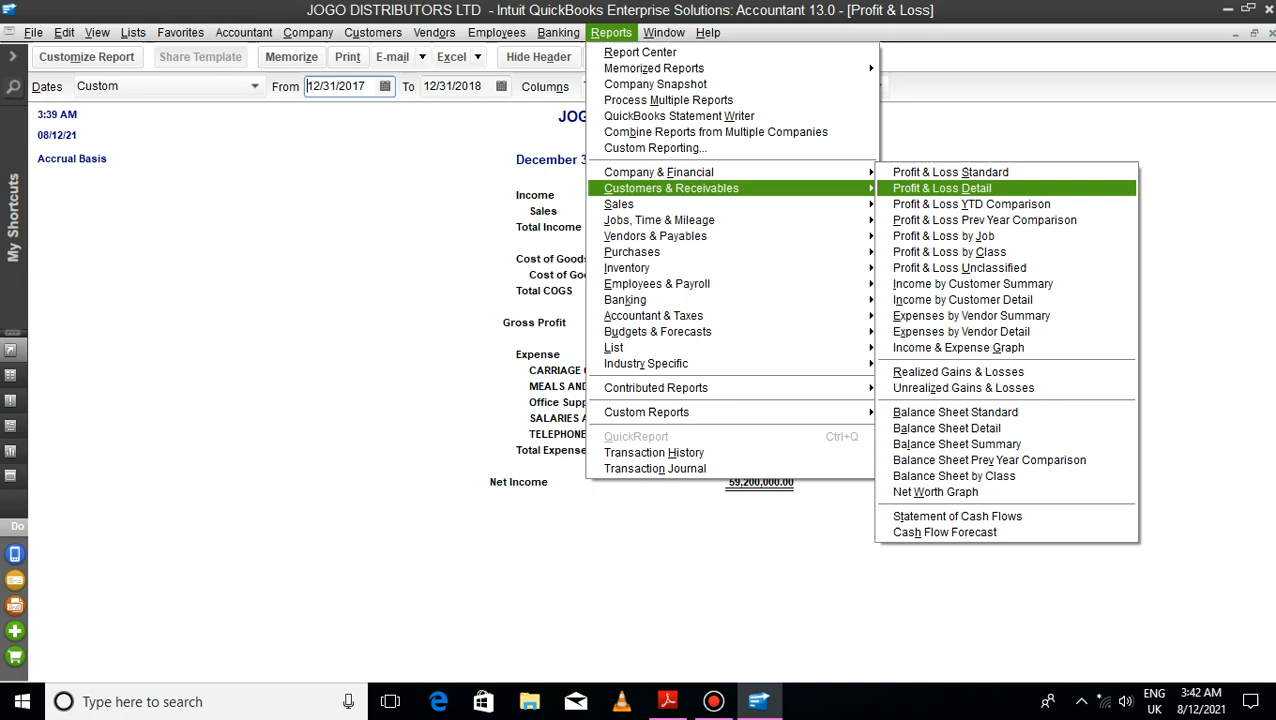 JOGO DISTRIBUTORS LTD - Intuit QuickBooks Enterprise Solutions: Accountant 13.0 - [Profit & Loss]
File Edit View Lists Favorites Accountant Company Customers Vendors Employees Banking Reports Window Help
Customize Report Share Template Memorize Print E-mail Excel Hide Header
Dates Custom From 12/31/2017 To 12/31/2018 Columns
3:39 AM
08/12/21
Accrual Basis
My Shortcuts
Do
JOG
December 3
Income
Sales
Total Income
Cost of Goods
Cost of Goo
Total COGS
Gross Profit
Expense
CARRIAGE
MEALS AND
Office Supp
SALARIES
TELEPHONE
Total Expense
Net Income 59,200,000.00
Report Center
Memorized Reports
Company Snapshot
Process Multiple Reports
QuickBooks Statement Writer
Combine Reports from Multiple Companies
Custom Reporting...
Company & Financial
Customers & Receivables
Sales
Jobs, Time & Mileage
Vendors & Payables
Purchases
Inventory
Employees & Payroll
Banking
Accountant & Taxes
Budgets & Forecasts
List
Industry Specific
Contributed Reports
Custom Reports
QuickReport Ctrl+Q
Transaction History
Transaction Journal
Profit & Loss Standard
Profit & Loss Detail
Profit & Loss YTD Comparison
Profit & Loss Prev Year Comparison
Profit & Loss by Job
Profit & Loss by Class
Profit & Loss Unclassified
Income by Customer Summary
Income by Customer Detail
Expenses by Vendor Summary
Expenses by Vendor Detail
Income & Expense Graph
Realized Gains & Losses
Unrealized Gains & Losses
Balance Sheet Standard
Balance Sheet Detail
Balance Sheet Summary
Balance Sheet Prev Year Comparison
Balance Sheet by Class
Net Worth Graph
Statement of Cash Flows
Cash Flow Forecast
Type here to search
ENG
UK
3:42 AM
8/12/2021